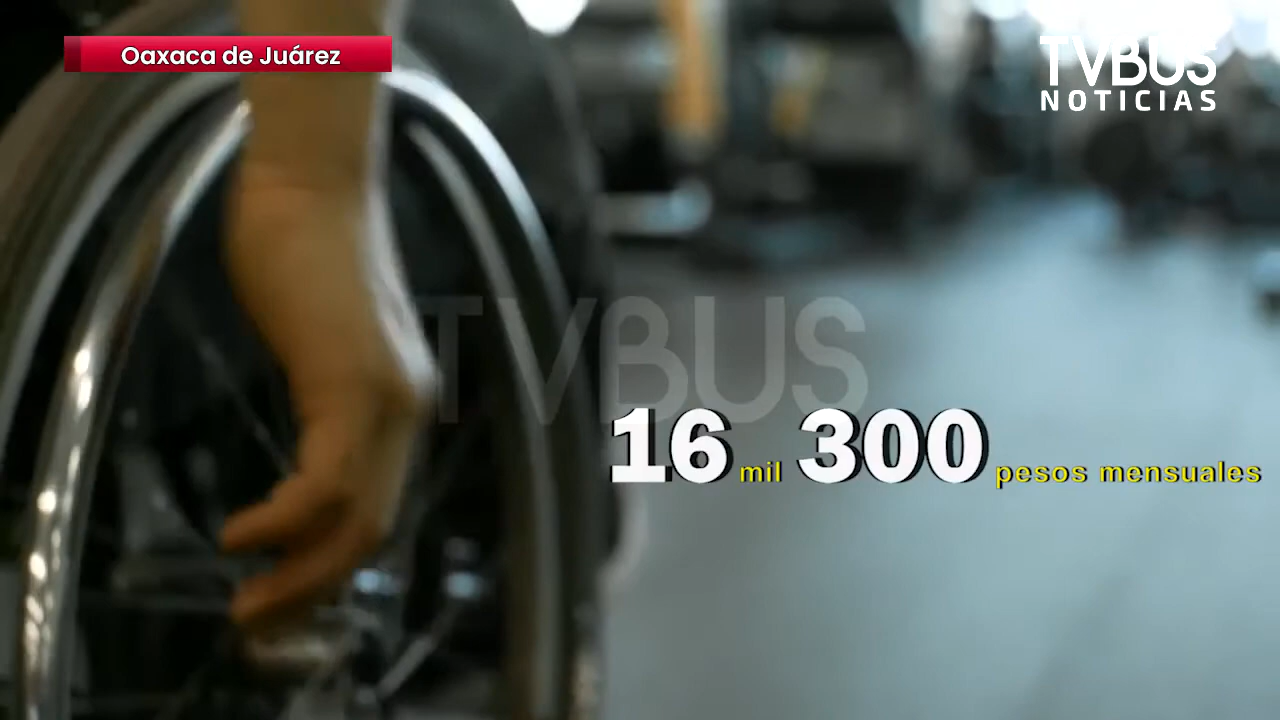 Oaxaca de Juárez
TVBUS
NOTICIAS
TVBUS
16 mil 300 pesos mensuales